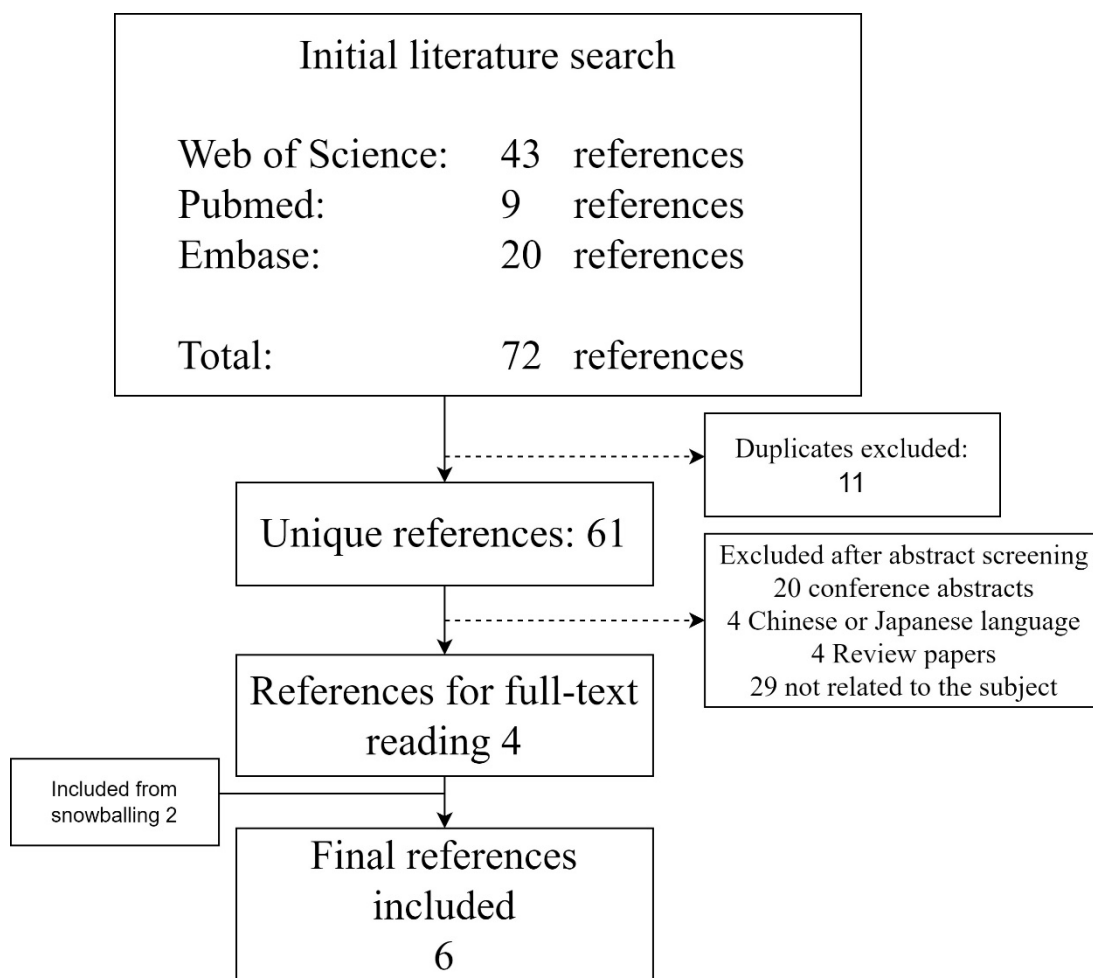 Initial literature search
Web of Science: 43 references
Pubmed: 9 references
Embase: 20 references
Total: 72 references
Duplicates excluded:
11
Unique references: 61
Excluded after abstract screening
20 conference abstracts
4 Chinese or Japanese language
4 Review papers
29 not related to the subject
References for full-text
reading 4
Included from
snowballing 2
Final references
included
6